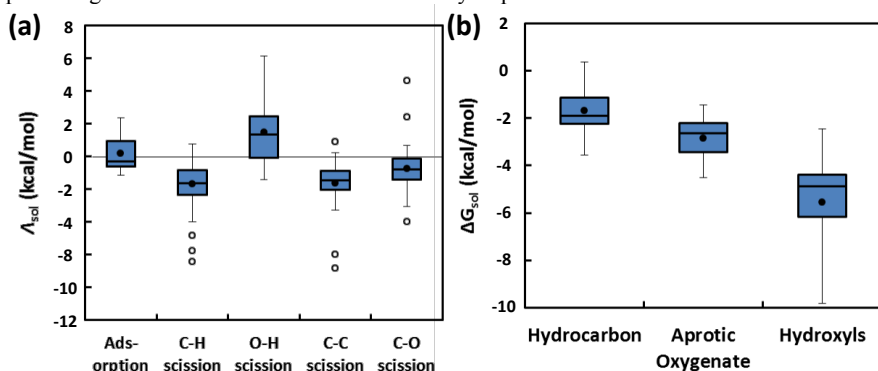 (a)
8
6
4
2
0
-2
-4
-6
-8
-10
-12
Λsol (kcal/mol)
Ads-
orption
C-H
scission
O-H
scission
C-C
scission
C-O
scission
(b)
2
0
-2
-4
-6
-8
-10
ΔGsol (kcal/mol)
Hydrocarbon
Aprotic
Oxygenate
Hydroxyls